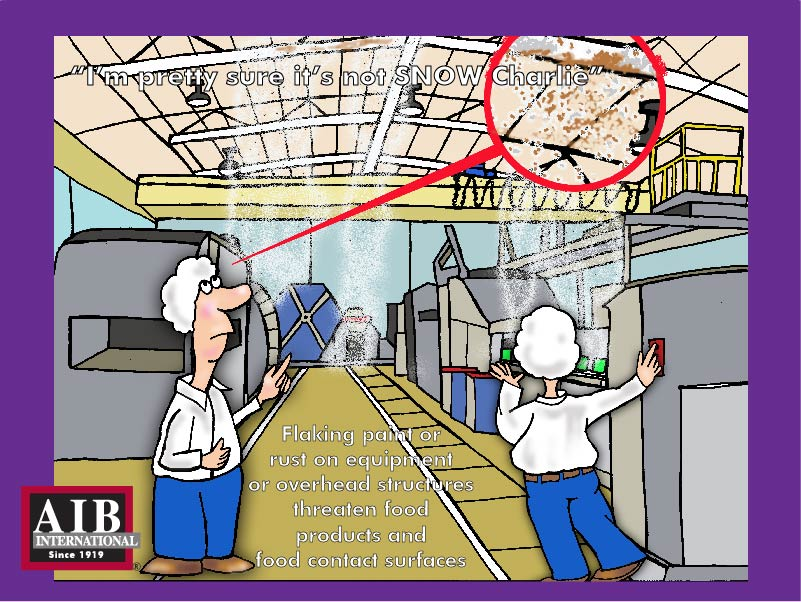 “I’m pretty sure it’s not SNOW Charlie”
Flaking paint or
rust on equipment
or overhead structures
threaten food
products and
food contact surfaces
AIB
INTERNATIONAL
Since 1919
®